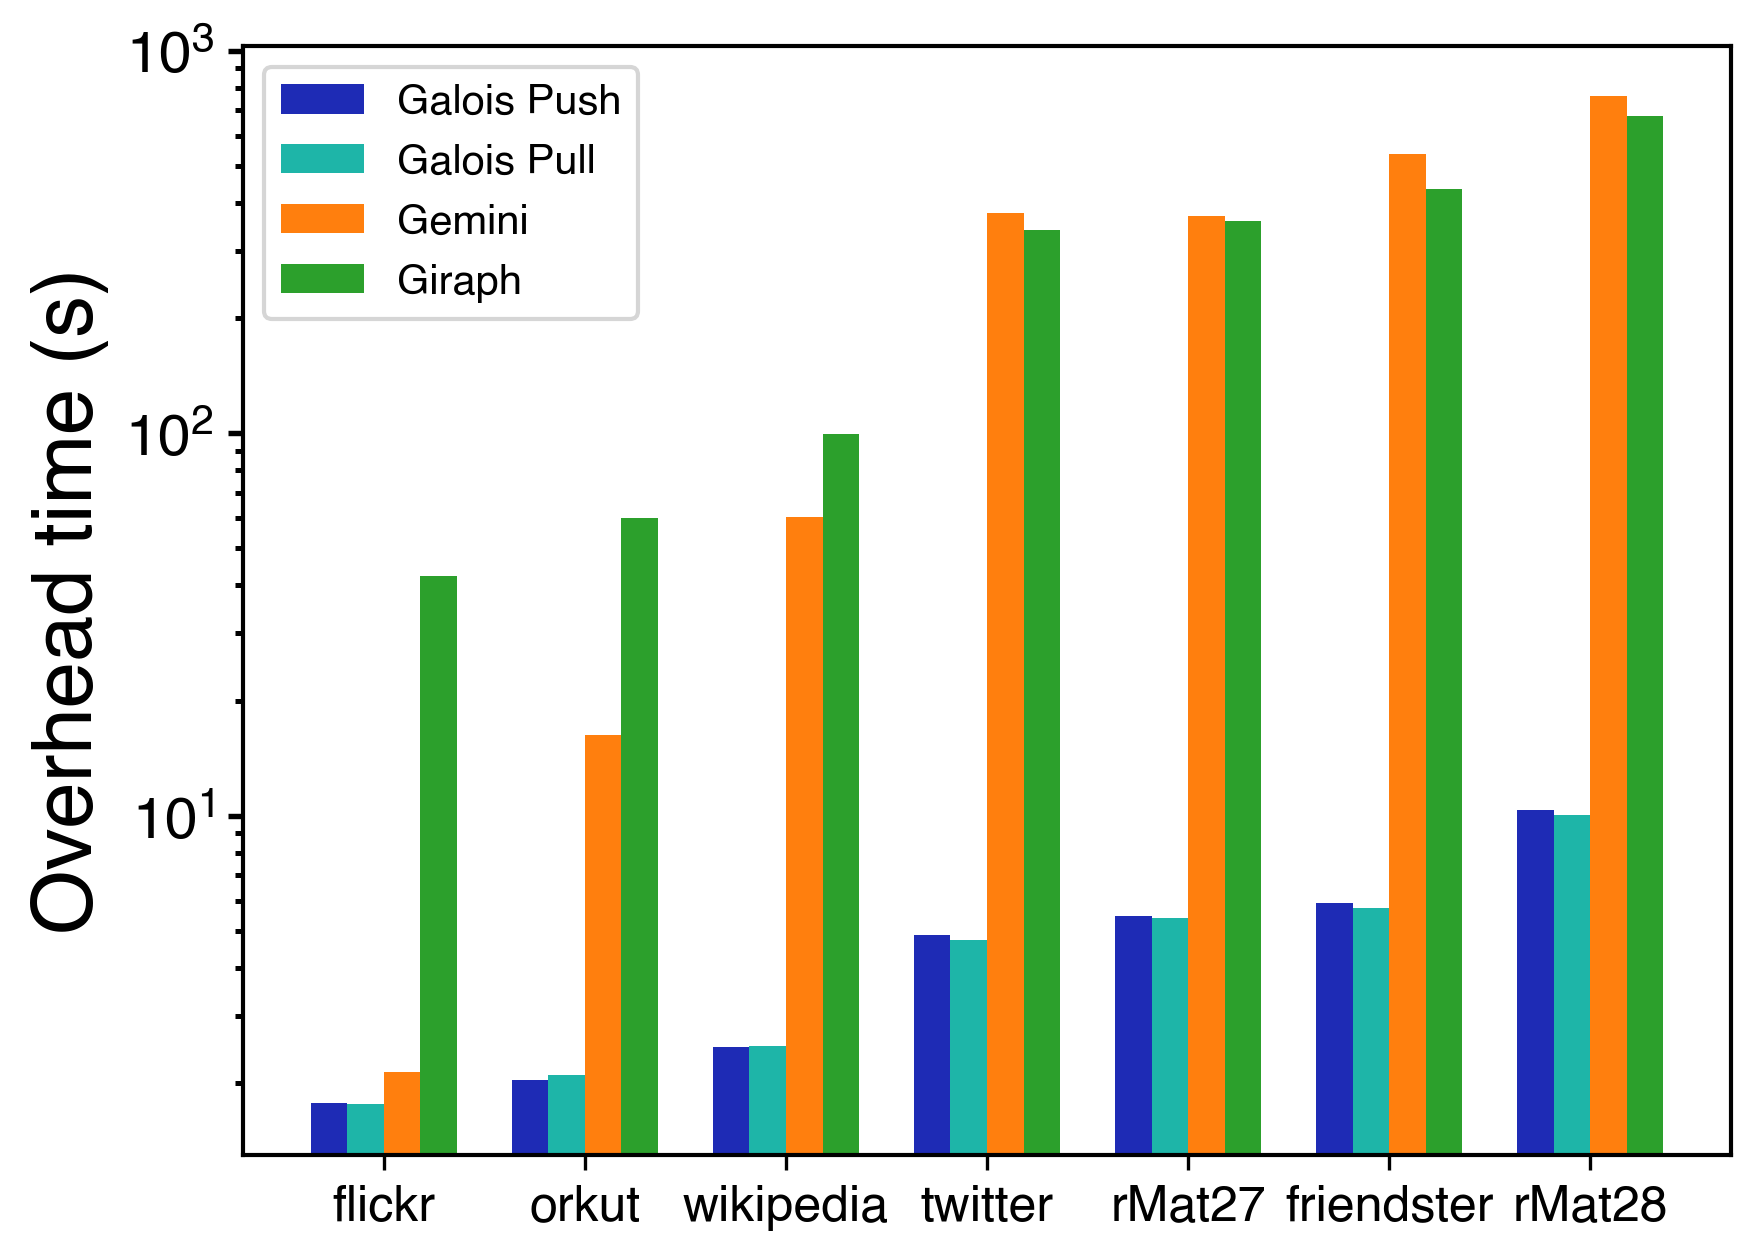 10³
10²
10¹
Overhead time (s)
Galois Push
Galois Pull
Gemini
Giraph
flickr orkut wikipedia twitter rMat27 friendster rMat28